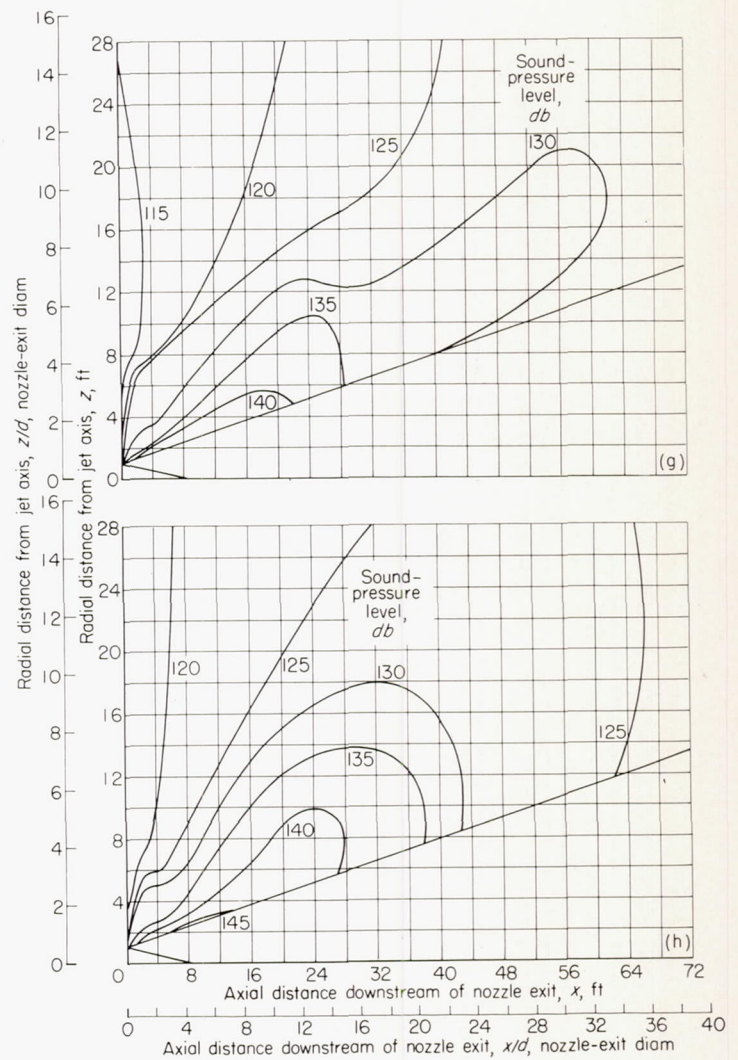 Radial distance from jet axis, z/d, nozzle-exit diam
16
14
12
10
8
6
4
2
0
Radial distance from jet axis, z, ft
28
24
20
16
12
8
4
0
Sound-
pressure
level,
db
130
125
120
115
135
140
(g)
16
14
12
10
8
6
4
2
0
28
24
20
16
12
8
4
Sound-
pressure
level,
db
120
125
130
125
135
140
145
(h)
0 8 16 24 32 40 48 56 64 72
Axial distance downstream of nozzle exit, x, ft
0 4 8 12 16 20 24 28 32 36 40
Axial distance downstream of nozzle exit, x/d, nozzle-exit diam